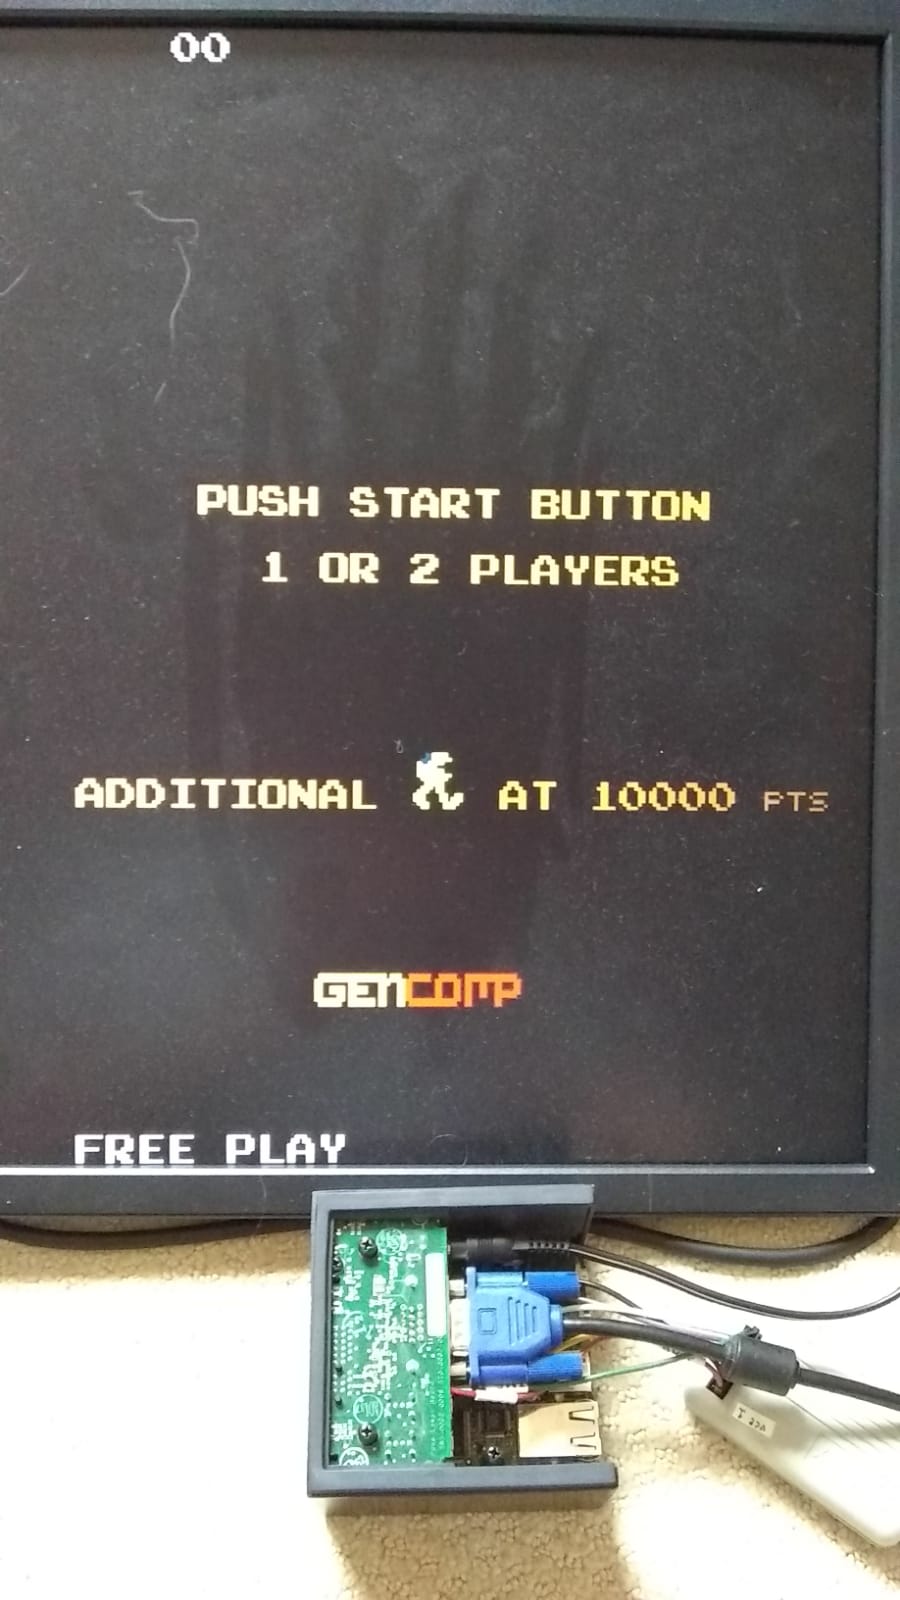 00
PUSH START BUTTON
1 OR 2 PLAYERS
ADDITIONAL AT 10000 PTS
GENCOMP
FREE PLAY